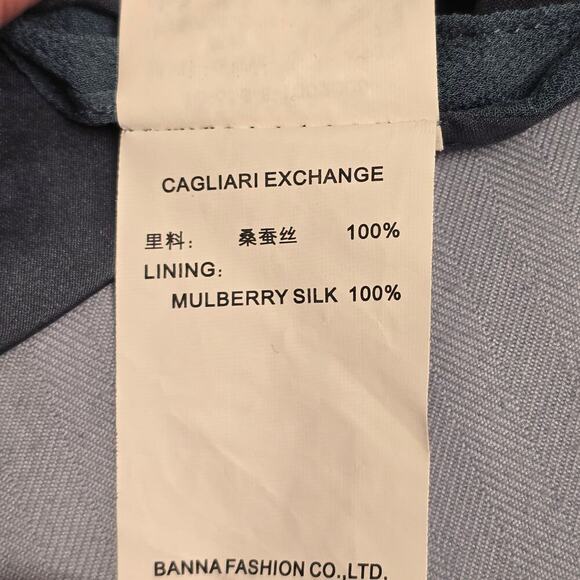 CAGLIARI EXCHANGE
里料： 桑蚕丝 100%
LINING:
MULBERRY SILK 100%
BANNA FASHION CO.,LTD.